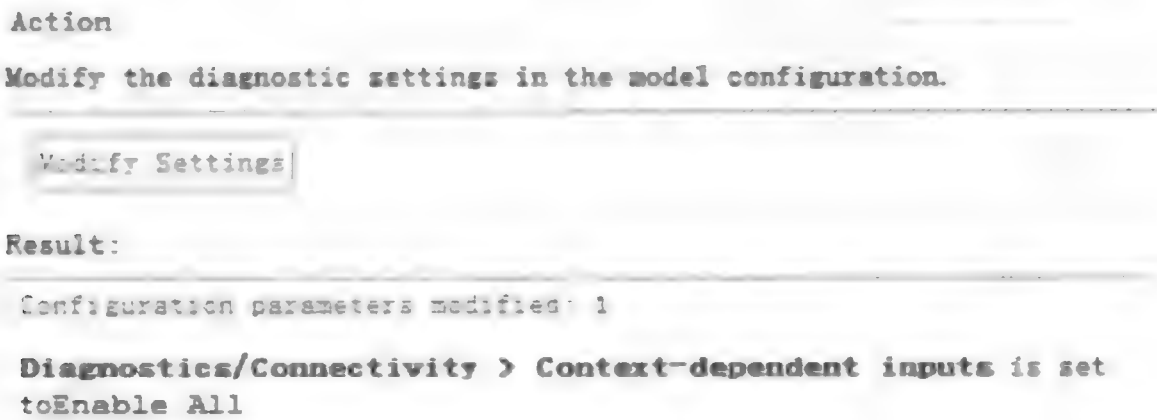 Action
Modify the diagnostic settings in the model configuration.
Modify Settings
Result:
Configuration parameters modified: 1
Diagnostics/Connectivity > Context-dependent inputs is set
toEnable All